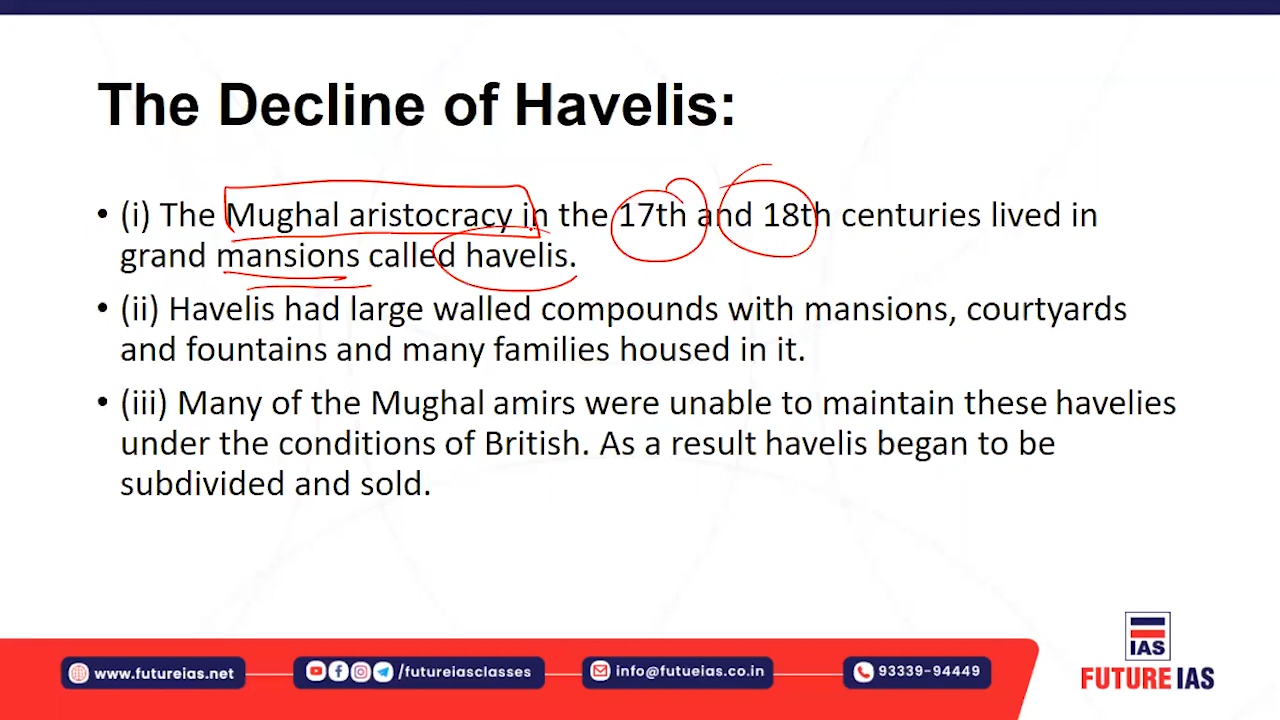 The Decline of Havelis:
• (i) The Mughal aristocracy in the 17th and 18th centuries lived in
grand mansions called havelis.
• (ii) Havelis had large walled compounds with mansions, courtyards
and fountains and many families housed in it.
• (iii) Many of the Mughal amirs were unable to maintain these havelies
under the conditions of British. As a result havelis began to be
subdivided and sold.
IAS
www.futureias.net
/futureiasclasses
info@futueias.co.in
93339-94449
FUTURE IAS